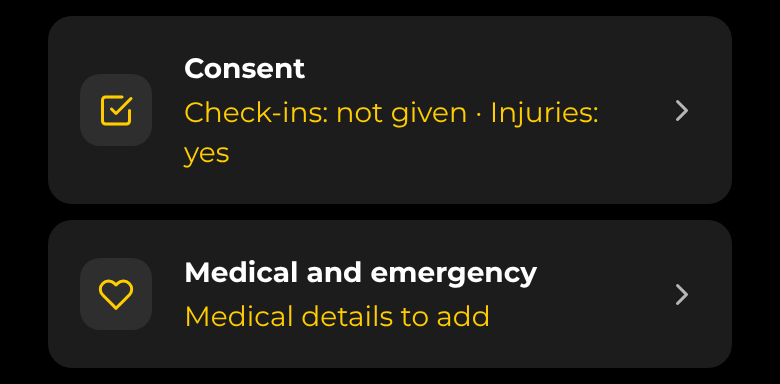 Consent
Check-ins: not given · Injuries:
yes
Medical and emergency
Medical details to add